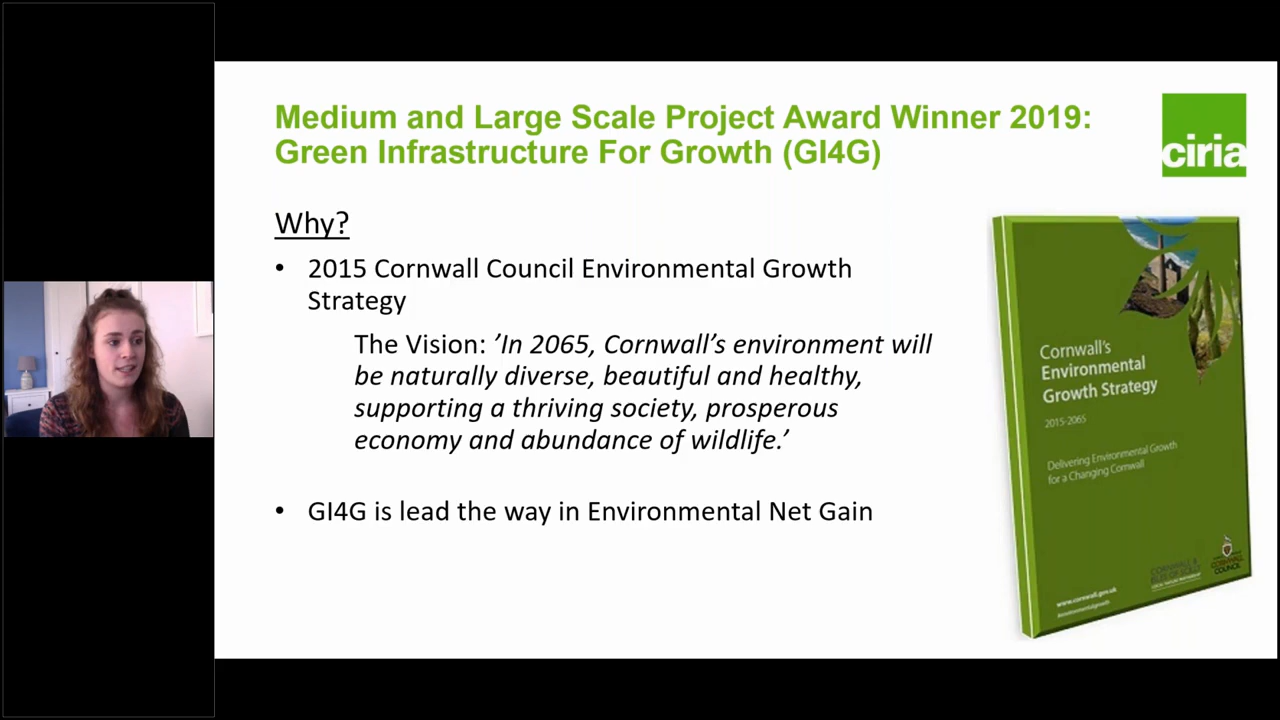 Medium and Large Scale Project Award Winner 2019:
Green Infrastructure For Growth (GI4G)
ciria
Why?
• 2015 Cornwall Council Environmental Growth
Strategy
The Vision: ’In 2065, Cornwall’s environment will
be naturally diverse, beautiful and healthy,
supporting a thriving society, prosperous
economy and abundance of wildlife.’
• GI4G is lead the way in Environmental Net Gain
Cornwall's
Environmental
Growth Strategy
2015-2065
Delivering Environmental Growth
for a Changing Cornwall
CORNWALL
COUNCIL
www.cornwall.gov.uk